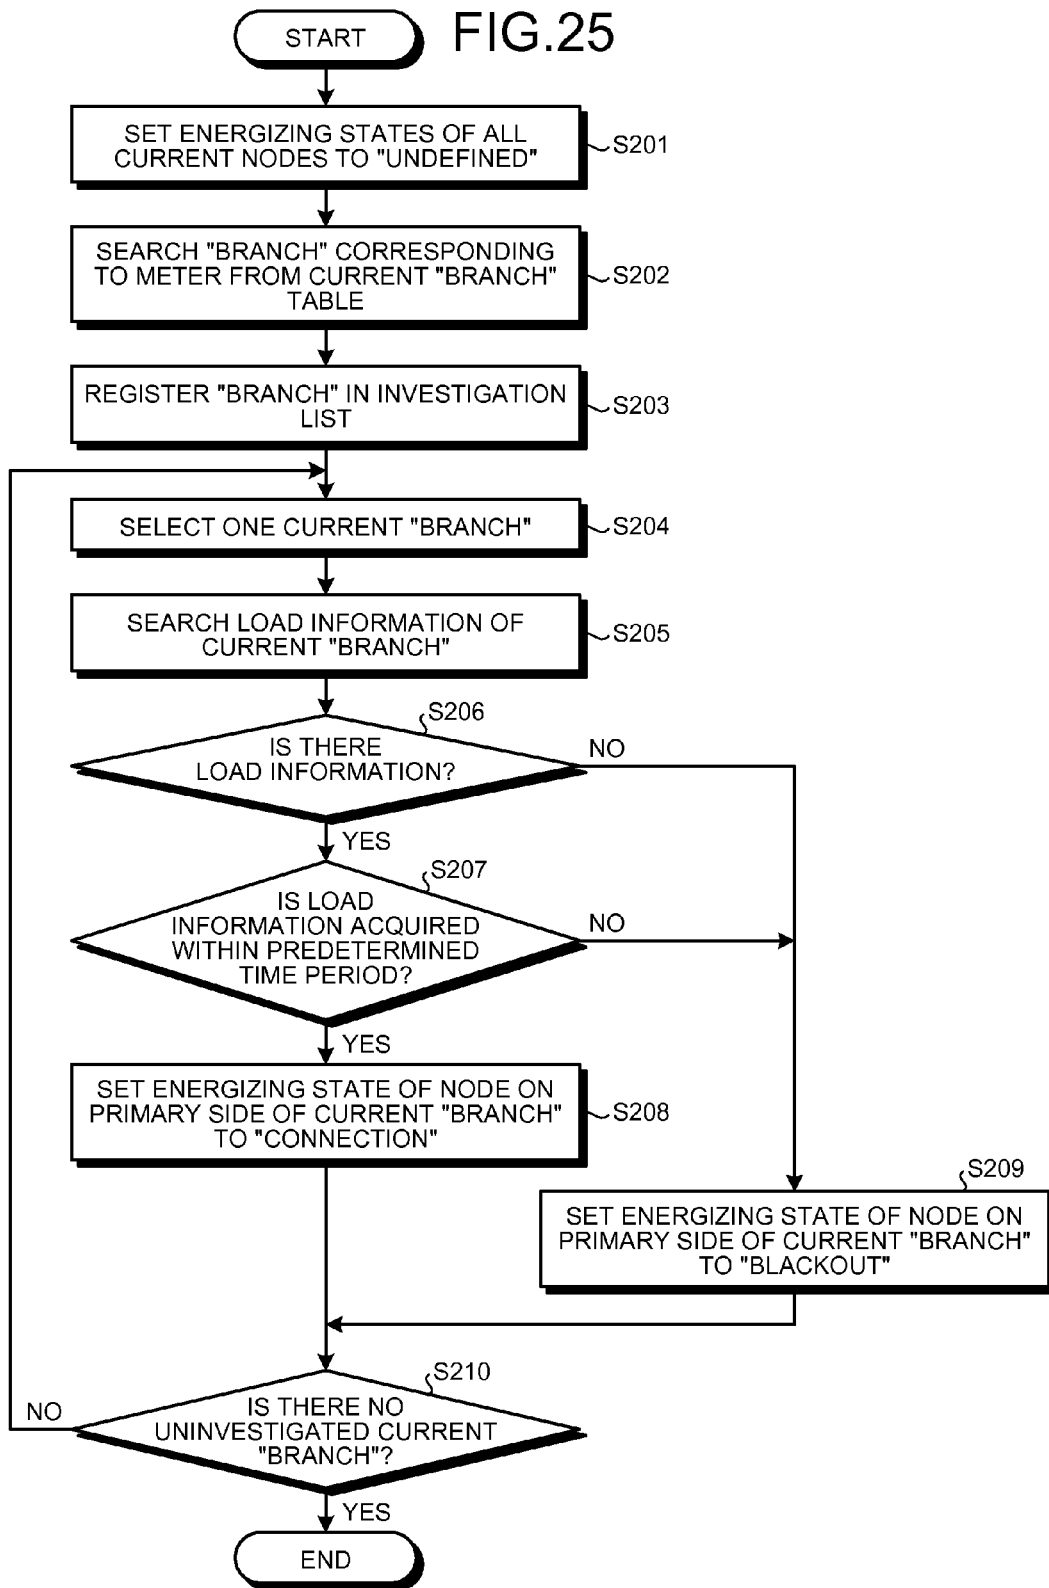 FIG.25
START
SET ENERGIZING STATES OF ALL
CURRENT NODES TO "UNDEFINED"
S201
SEARCH "BRANCH" CORRESPONDING
TO METER FROM CURRENT "BRANCH"
TABLE
S202
REGISTER "BRANCH" IN INVESTIGATION
LIST
S203
SELECT ONE CURRENT "BRANCH"
S204
SEARCH LOAD INFORMATION OF
CURRENT "BRANCH"
S205
S206
IS THERE
LOAD INFORMATION?
NO
YES
S207
IS LOAD
INFORMATION ACQUIRED
WITHIN PREDETERMINED
TIME PERIOD?
NO
YES
SET ENERGIZING STATE OF NODE ON
PRIMARY SIDE OF CURRENT "BRANCH"
TO "CONNECTION"
S208
S209
SET ENERGIZING STATE OF NODE ON
PRIMARY SIDE OF CURRENT "BRANCH"
TO "BLACKOUT"
S210
IS THERE NO
UNINVESTIGATED CURRENT
"BRANCH"?
NO
YES
END